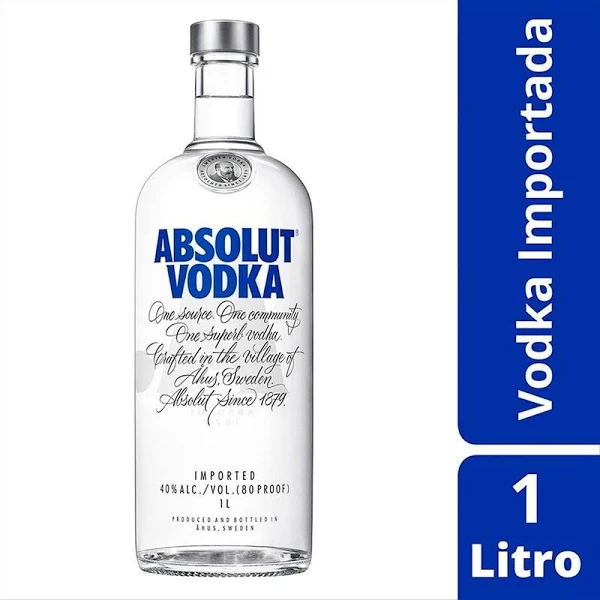 ABSOLUT®
VODKA
One source. One community.
One superb vodka.
Crafted in the village of
Åhus, Sweden.
Absolut Since 1879.
IMPORTED
40% ALC./VOL. (80 PROOF)
1L
PRODUCED AND BOTTLED IN
ÅHUS, SWEDEN
Vodka Importada
1
Litro